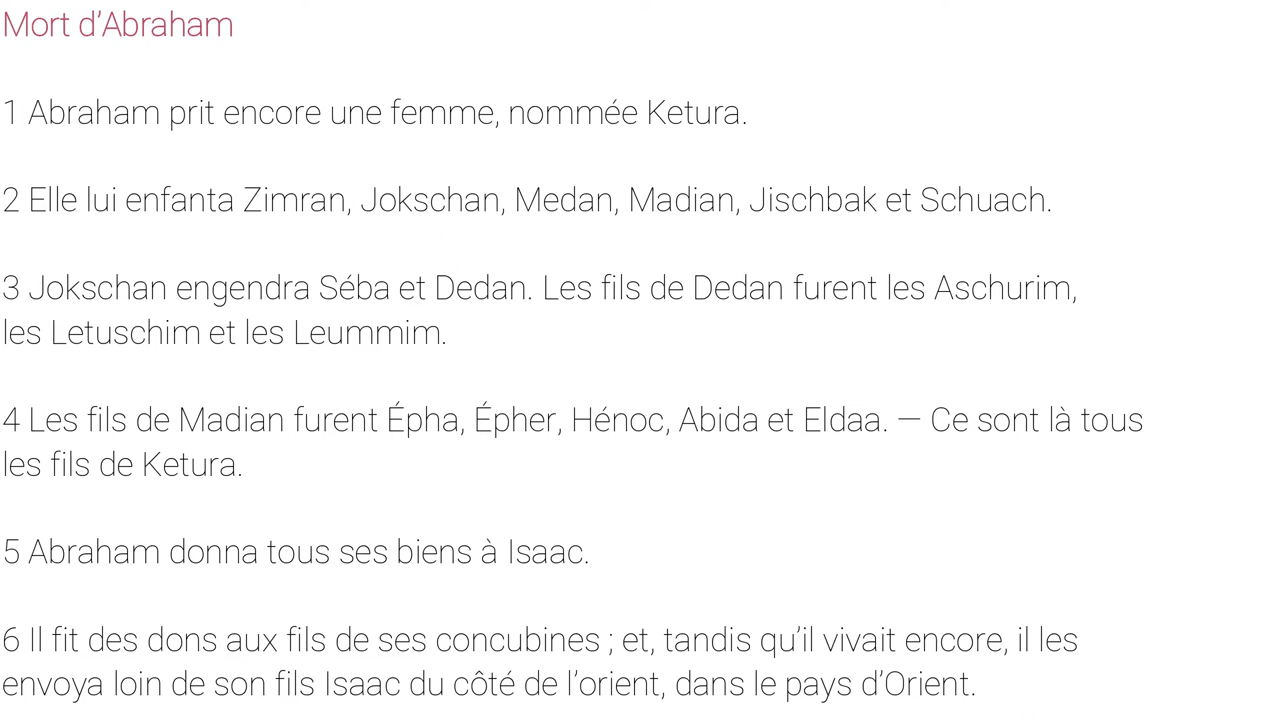 Mort d’Abraham
1 Abraham prit encore une femme, nommée Ketura.
2 Elle lui enfanta Zimran, Jokschan, Medan, Madian, Jischbak et Schuach.
3 Jokschan engendra Séba et Dedan. Les fils de Dedan furent les Aschurim,
les Letuschim et les Leummim.
4 Les fils de Madian furent Épha, Épher, Hénoc, Abida et Eldaa. — Ce sont là tous
les fils de Ketura.
5 Abraham donna tous ses biens à Isaac.
6 Il fit des dons aux fils de ses concubines ; et, tandis qu’il vivait encore, il les
envoya loin de son fils Isaac du côté de l’orient, dans le pays d’Orient.